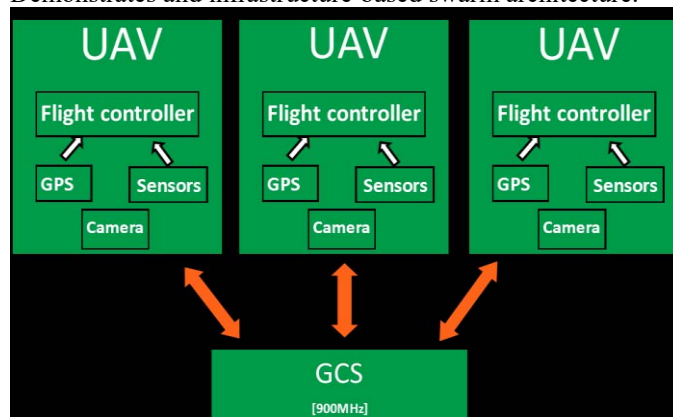 UAV UAV UAV
Flight controller Flight controller Flight controller
GPS Sensors GPS Sensors GPS Sensors
Camera Camera Camera
GCS
[900MHz]